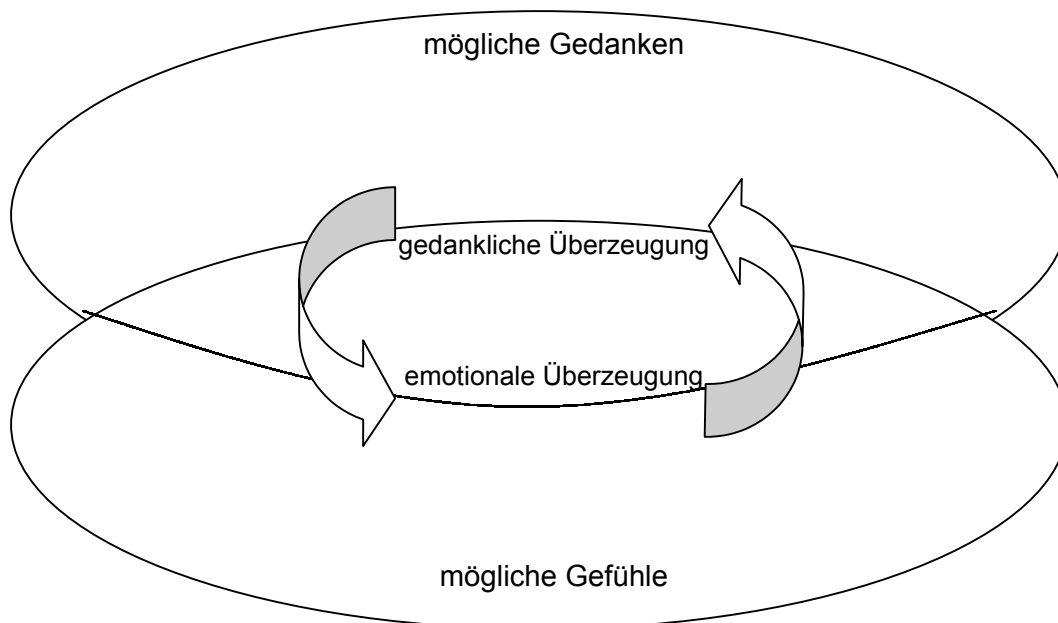 mögliche Gedanken
gedankliche Überzeugung
emotionale Überzeugung
mögliche Gefühle